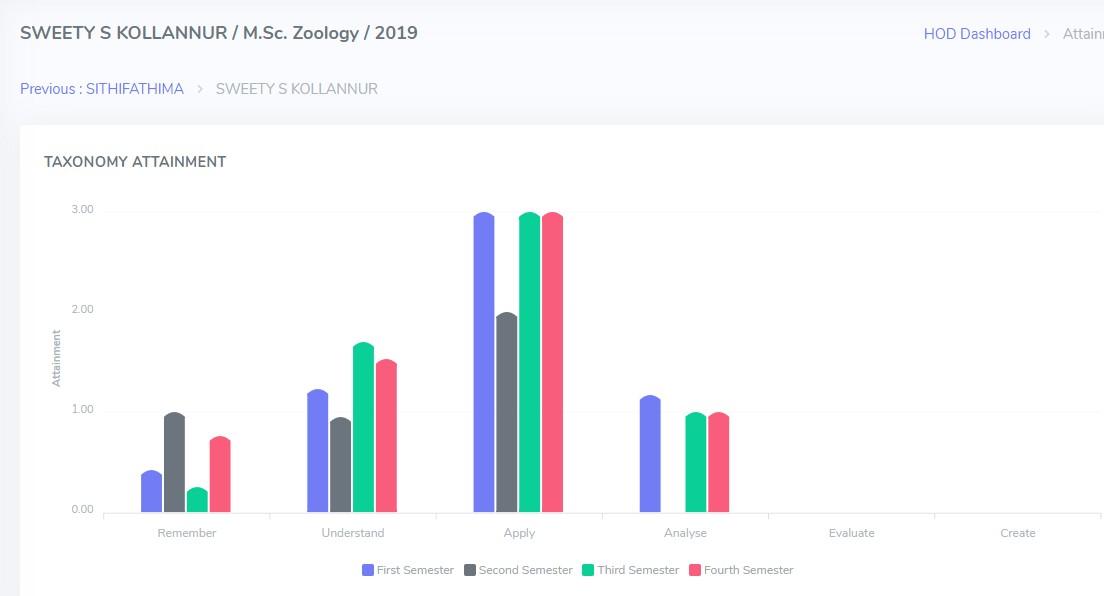 SWEETY S KOLLANNUR / M.Sc. Zoology / 2019
HOD Dashboard >
Previous : SITHIFATHIMA > SWEETY S KOLLANNUR
TAXONOMY ATTAINMENT
3.00
2.00
1.00
0.00
Attainment
Remember Understand Apply Analyse Evaluate Create
First Semester Second Semester Third Semester Fourth Semester